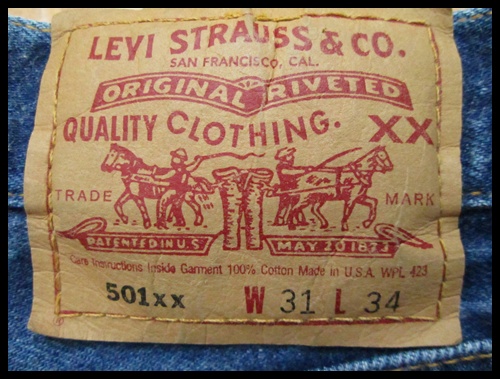 LEVI STRAUSS & CO.
SAN FRANCISCO, CAL.
ORIGINAL RIVETED
QUALITY CLOTHING. XX
TRADE MARK
PATENTED IN U.S. MAY 20 1873
Care Instructions Inside Garment 100% Cotton Made in U.S.A. WPL 423
501xx W 31 L 34